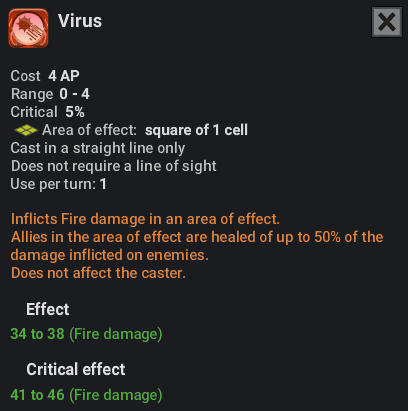 Virus
Cost 4 AP
Range 0 - 4
Critical 5%
Area of effect: square of 1 cell
Cast in a straight line only
Does not require a line of sight
Use per turn: 1
Inflicts Fire damage in an area of effect.
Allies in the area of effect are healed of up to 50% of the
damage inflicted on enemies.
Does not affect the caster.
Effect
34 to 38 (Fire damage)
Critical effect
41 to 46 (Fire damage)